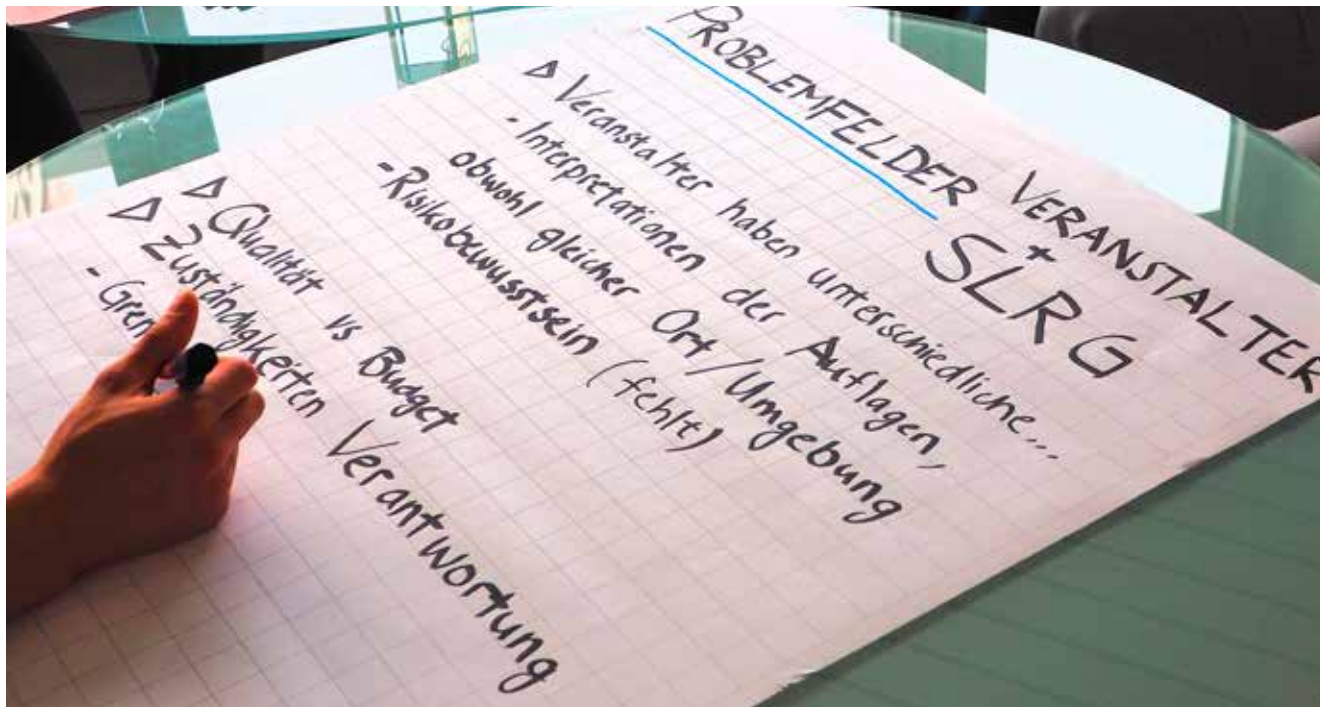 PROBLEMFELDER VERANSTALTER
+
SLRG
▷ Veranstalter haben unterschiedliche...
- Interpretationen der Auflagen,
obwohl gleicher Ort/Umgebung
- Risikobewusstsein (fehlt)
▷ Qualität vs Budget
▷ Zuständigkeiten Verantwortung
- Gren